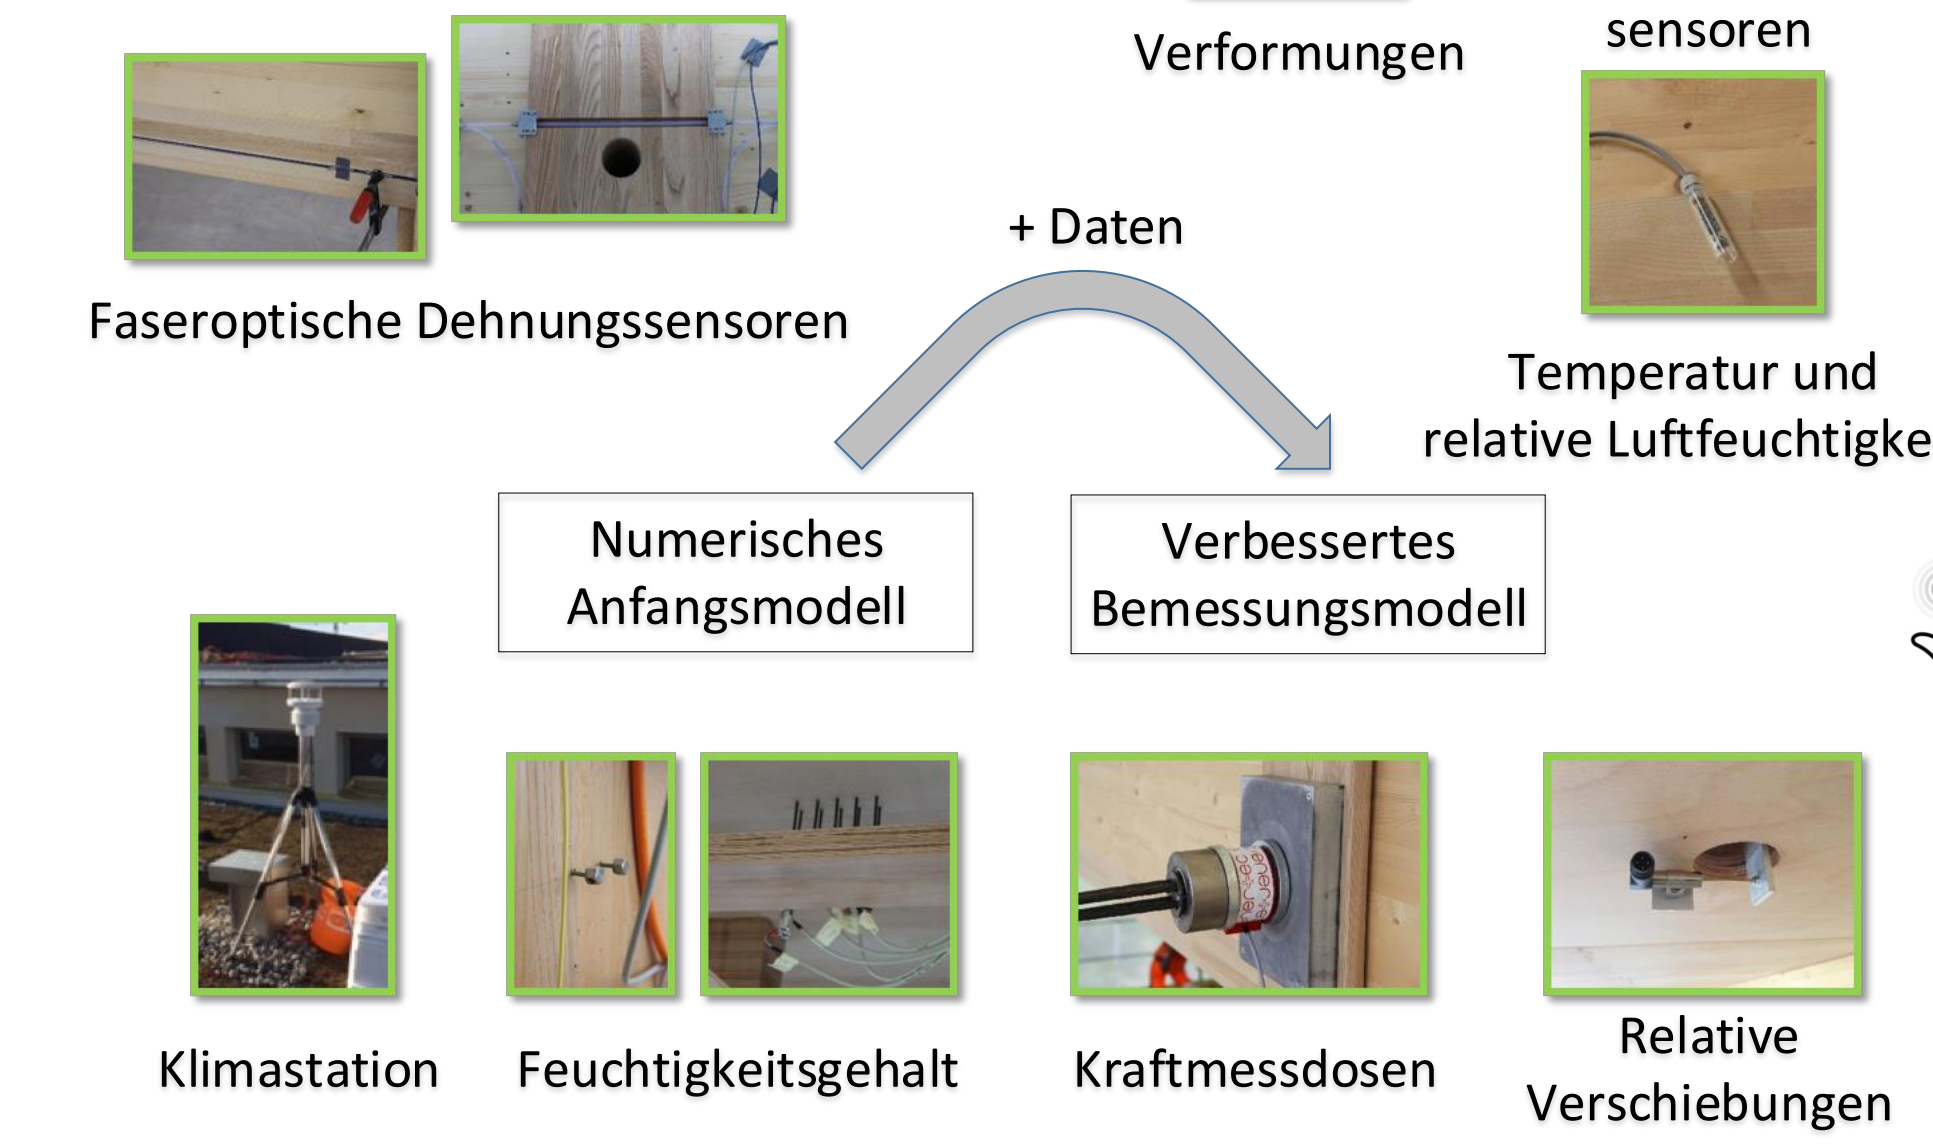 sensoren
Verformungen
+ Daten
Faseroptische Dehnungssensoren
Temperatur und
relative Luftfeuchtigke
Numerisches
Anfangsmodell
Verbessertes
Bemessungsmodell
Klimastation
Feuchtigkeitsgehalt
Kraftmessdosen
Relative
Verschiebungen